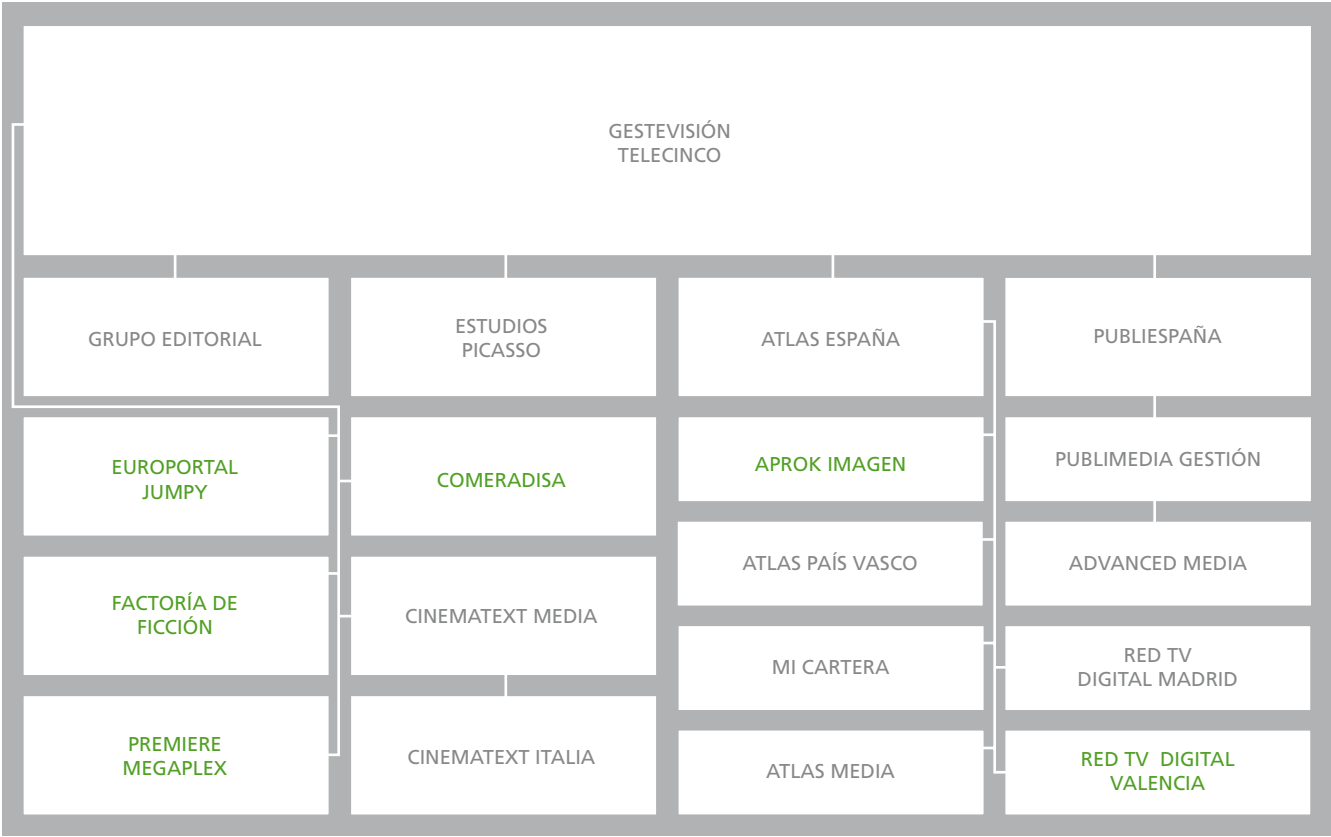 GESTEVISIÓN
TELECINCO
GRUPO EDITORIAL
ESTUDIOS
PICASSO
ATLAS ESPAÑA
PUBLIESPAÑA
EUROPORTAL
JUMPY
COMERADISA
APROK IMAGEN
PUBLIMEDIA GESTIÓN
ATLAS PAÍS VASCO
ADVANCED MEDIA
FACTORÍA DE
FICCIÓN
CINEMATEXT MEDIA
MI CARTERA
RED TV
DIGITAL MADRID
PREMIERE
MEGAPLEX
CINEMATEXT ITALIA
ATLAS MEDIA
RED TV  DIGITAL
VALENCIA